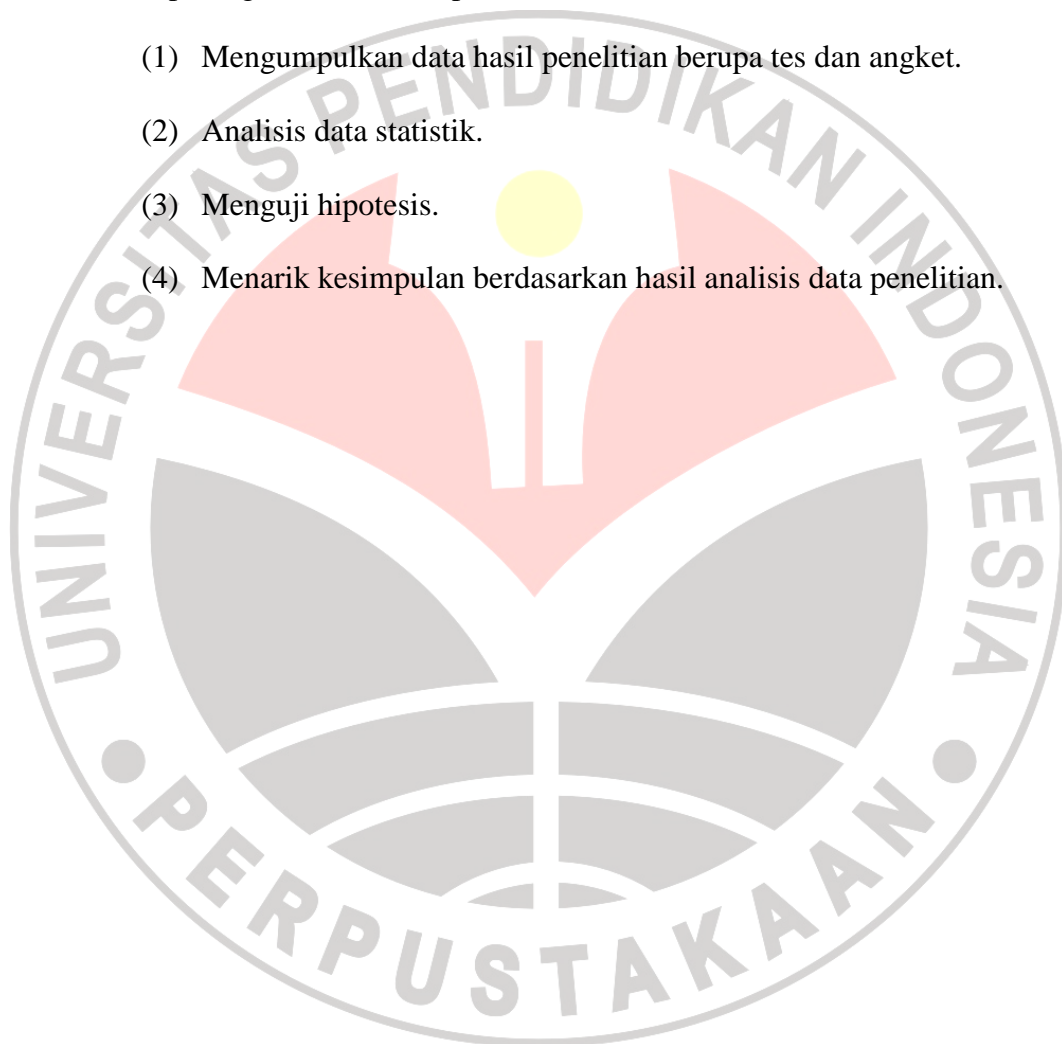 (1) Mengumpulkan data hasil penelitian berupa tes dan angket.
(2) Analisis data statistik.
(3) Menguji hipotesis.
(4) Menarik kesimpulan berdasarkan hasil analisis data penelitian.
UNIVERSITAS PENDIDIKAN INDONESIA
PERPUSTAKAAN